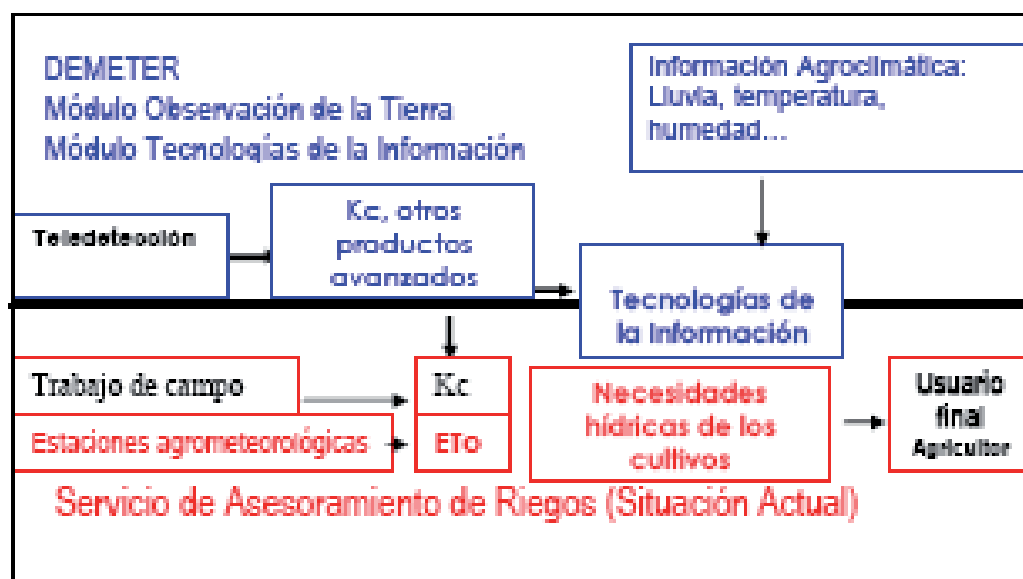 DEMETER
Módulo Observación de la Tierra
Módulo Tecnologías de la Información
Información Agroclimática:
Lluvia, temperatura,
humedad...
Teledetección
Kc, otros
productos
avanzados
Tecnologías de
la Información
Trabajo de campo
Kc
Estaciones agrometeorológicas
ETo
Necesidades
hídricas de los
cultivos
Usuario
final
Agricultor
Servicio de Asesoramiento de Riegos (Situación Actual)